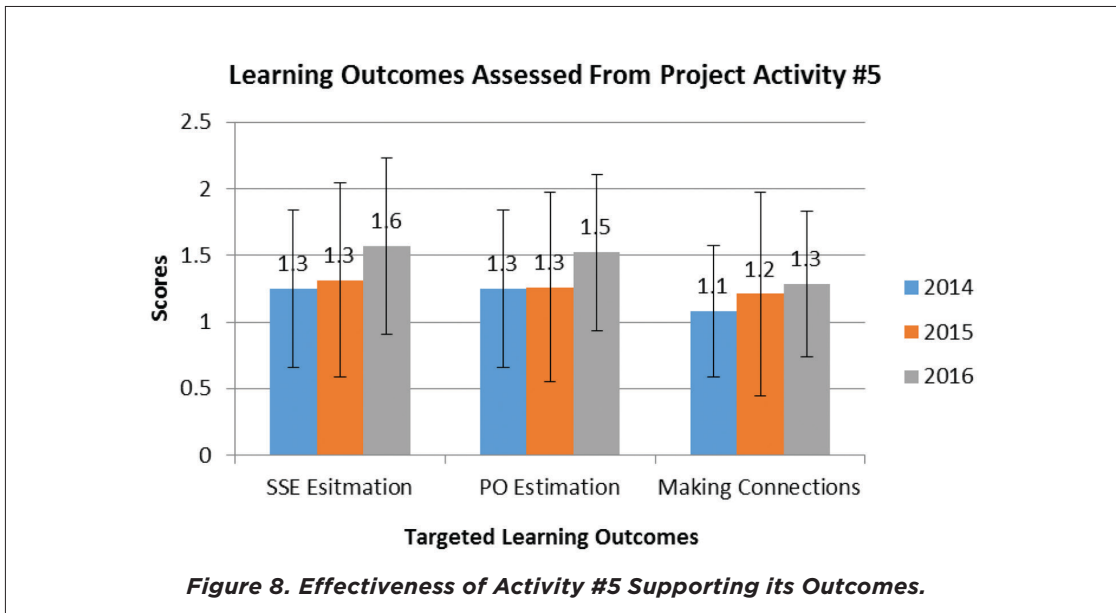 Learning Outcomes Assessed From Project Activity #5
2.5
2
1.5
1
0.5
0
Scores
1.3
1.3
1.6
1.3
1.3
1.5
1.1
1.2
1.3
2014
2015
2016
SSE Esitmation
PO Estimation
Making Connections
Targeted Learning Outcomes
Figure 8. Effectiveness of Activity #5 Supporting its Outcomes.